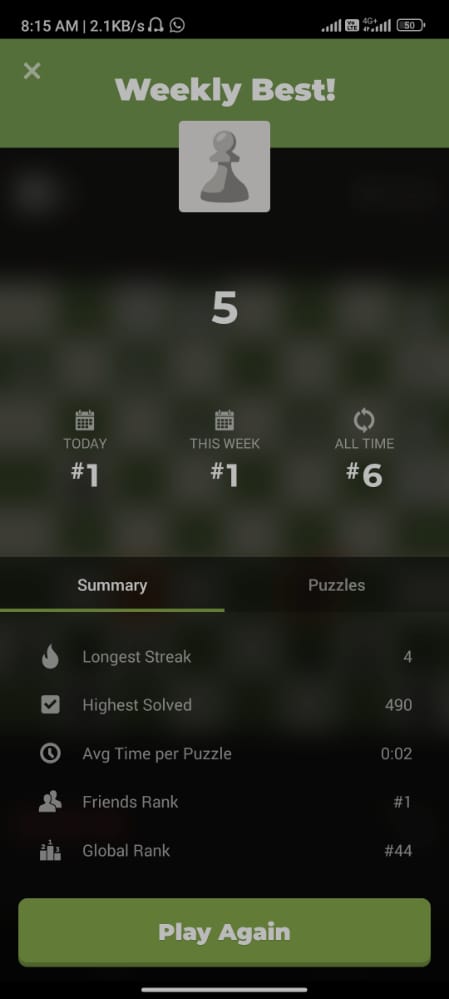 8:15 AM | 2.1KB/s
4G+
50
Weekly Best!
5
TODAY
THIS WEEK
ALL TIME
#1
#1
#6
Summary
Puzzles
Longest Streak 4
Highest Solved 490
Avg Time per Puzzle 0:02
Friends Rank #1
Global Rank #44
Play Again